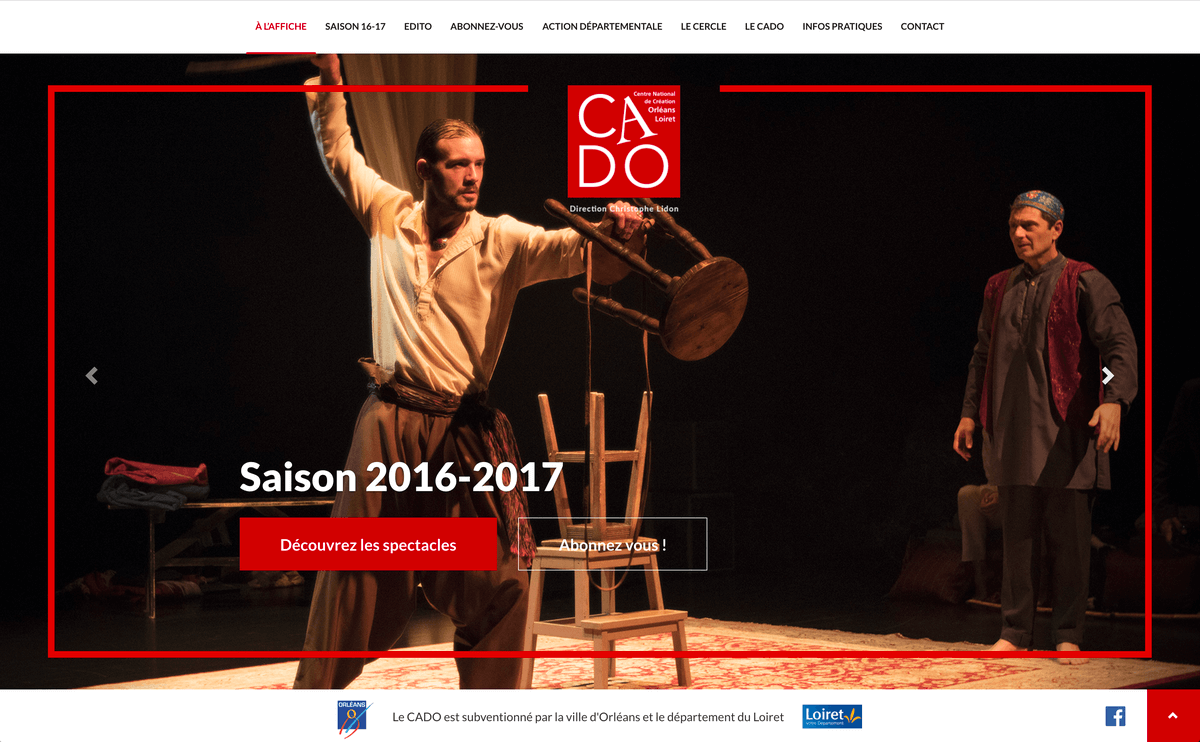 À L'AFFICHE SAISON 16-17 EDITO ABONNEZ-VOUS ACTION DÉPARTEMENTALE LE CERCLE LE CADO INFOS PRATIQUES CONTACT
Centre National
de Création
Orléans
Loiret
CA
DO
Direction Christophe Lidon
Saison 2016-2017
Découvrez les spectacles
Abonnez vous !
ORLÉANS
Le CADO est subventionné par la ville d'Orléans et le département du Loiret
Loiret
votre Département
f